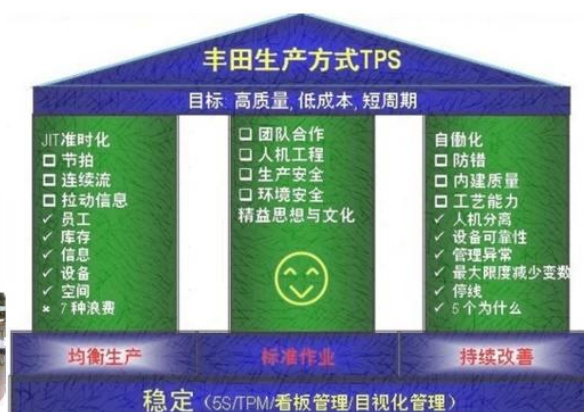 丰田生产方式TPS
目标: 高质量, 低成本, 短周期
JIT准时化
□ 节拍
□ 连续流
□ 拉动信息
✓ 员工
✓ 库存
✓ 信息
✓ 设备
✓ 空间
× 7种浪费
□ 团队合作
□ 人机工程
□ 生产安全
□ 环境安全
精益思想与文化
自働化
□ 防错
□ 内建质量
□ 工艺能力
✓ 人机分离
✓ 设备可靠性
✓ 管理异常
✓ 最大限度减少变数
✓ 停线
✓ 5个为什么
均衡生产
标准作业
持续改善
稳定（5S/TPM/看板管理/目视化管理）